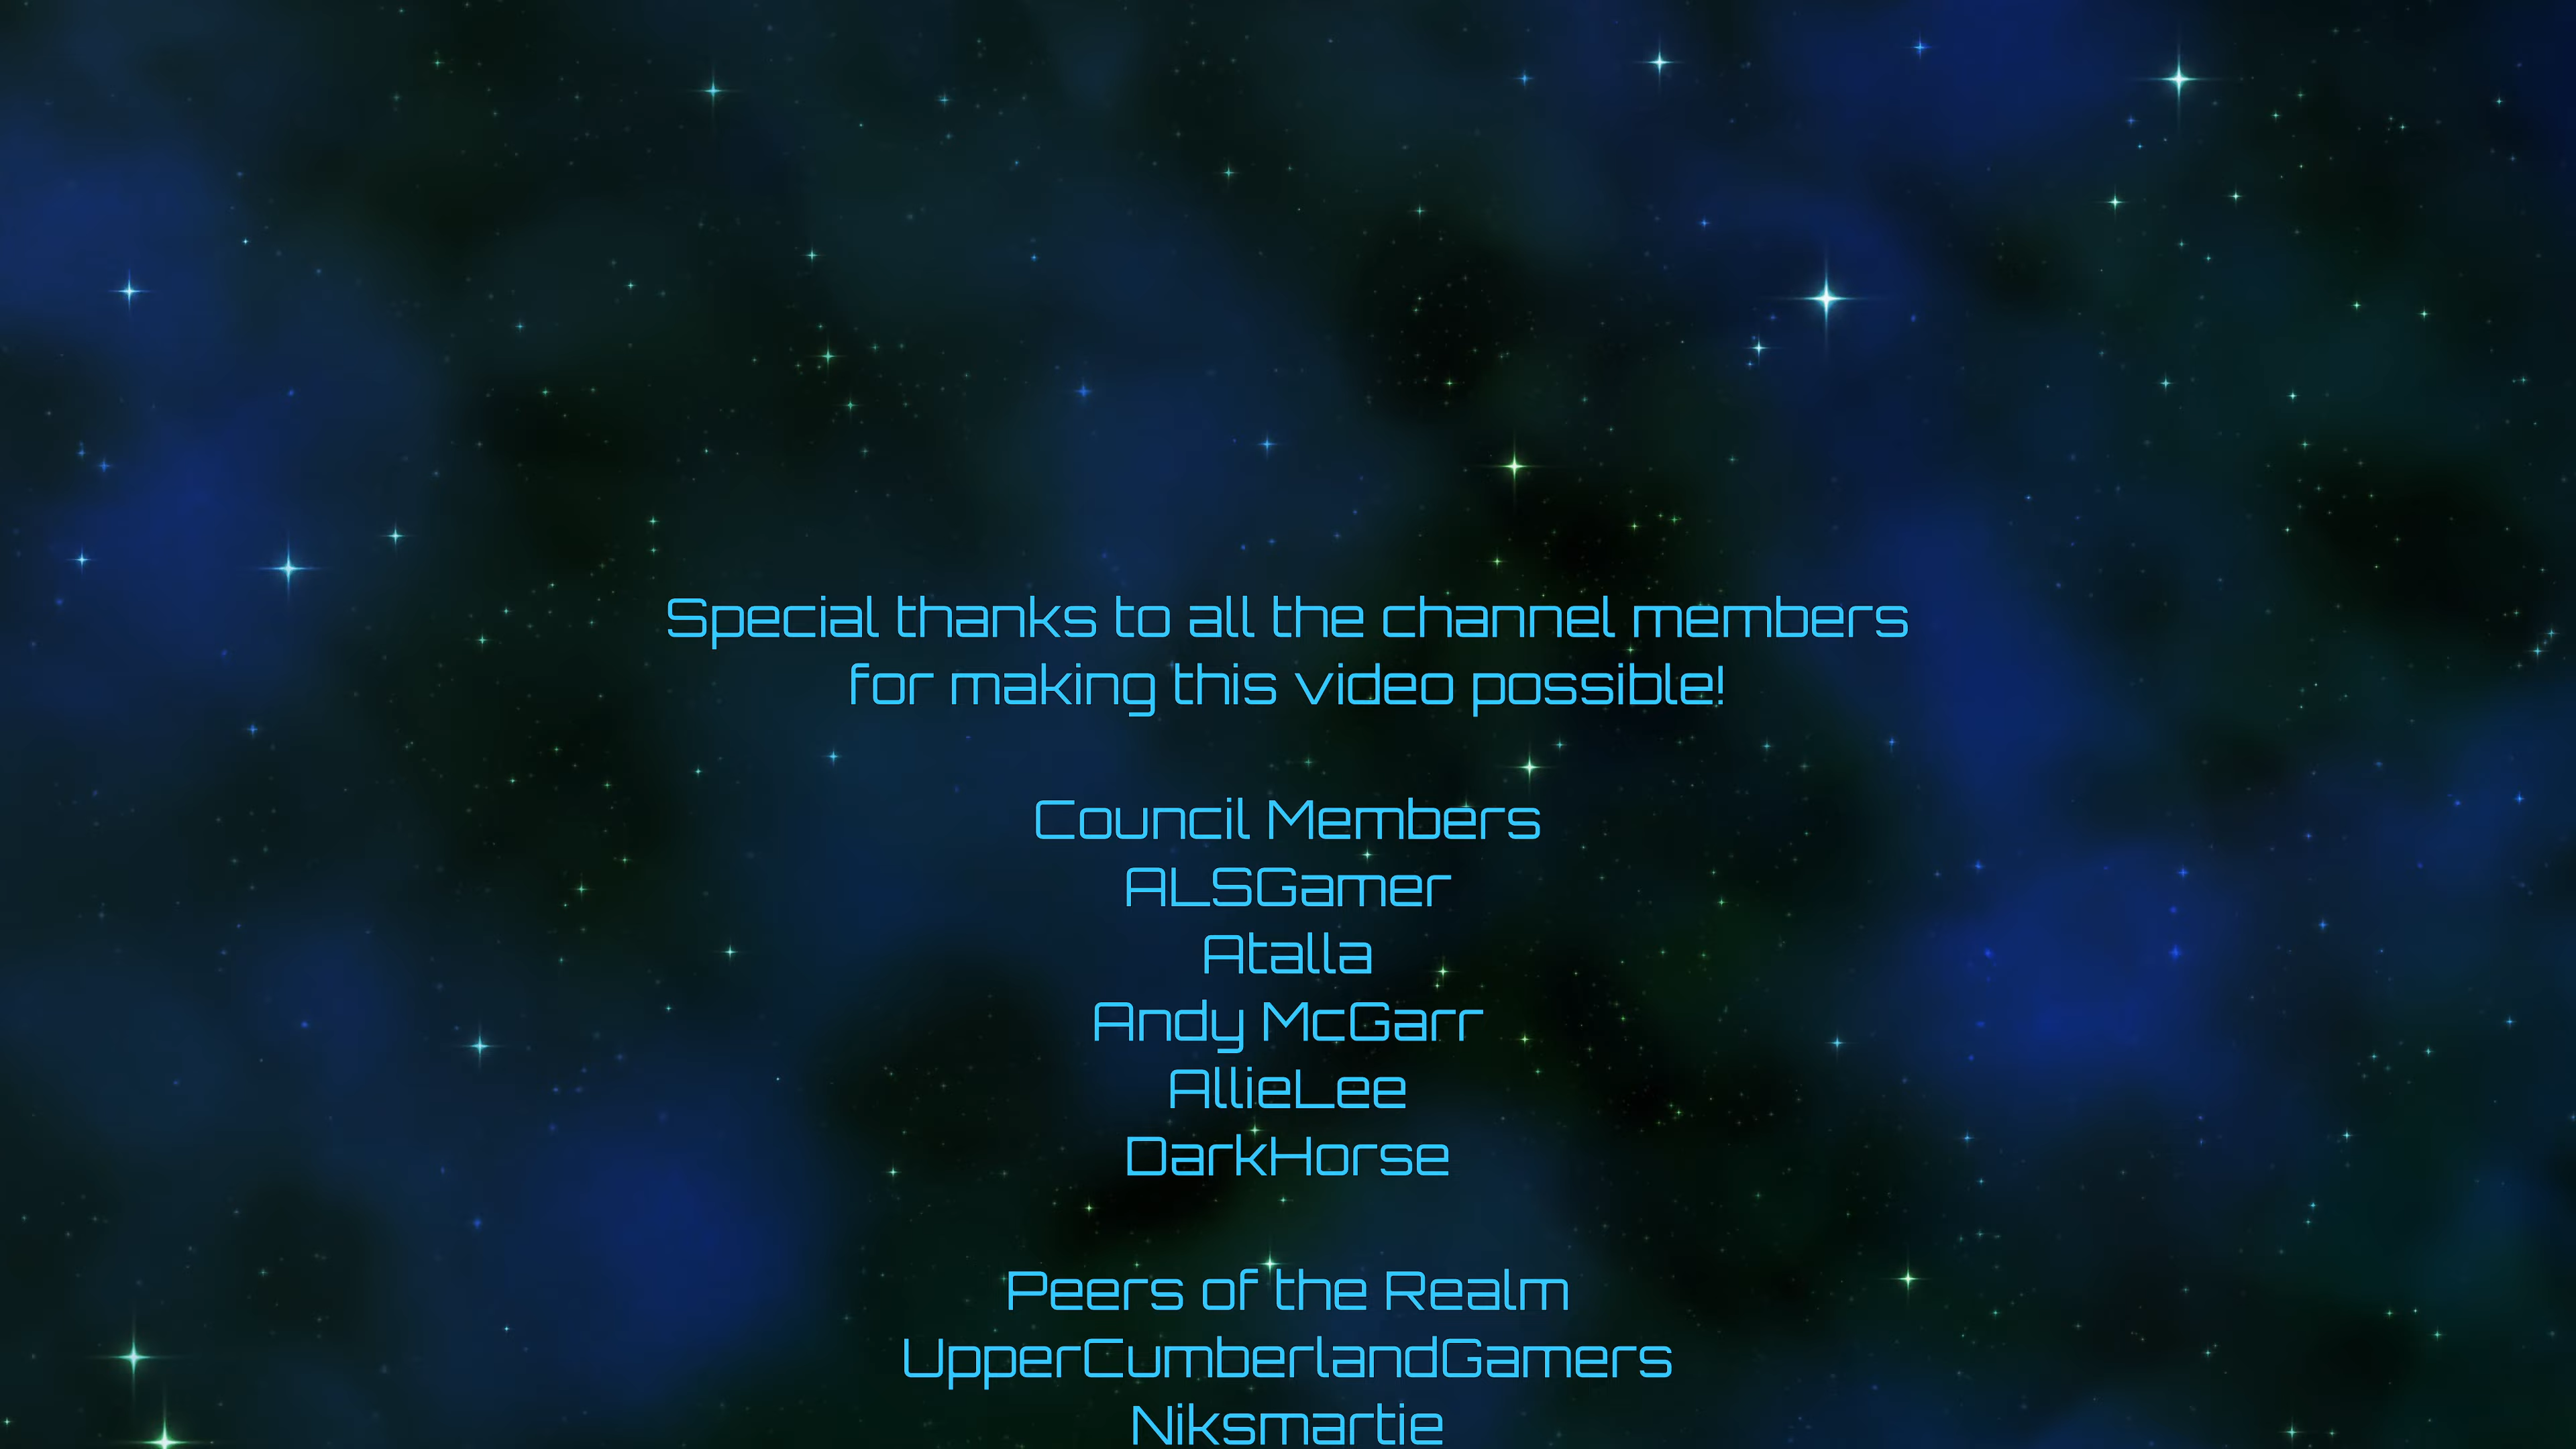 Special thanks to all the channel members
for making this video possible!
Council Members
ALSGamer
Atalla
Andy McGarr
AllieLee
DarkHorse
Peers of the Realm
UpperCumberlandGamers
Niksmartie